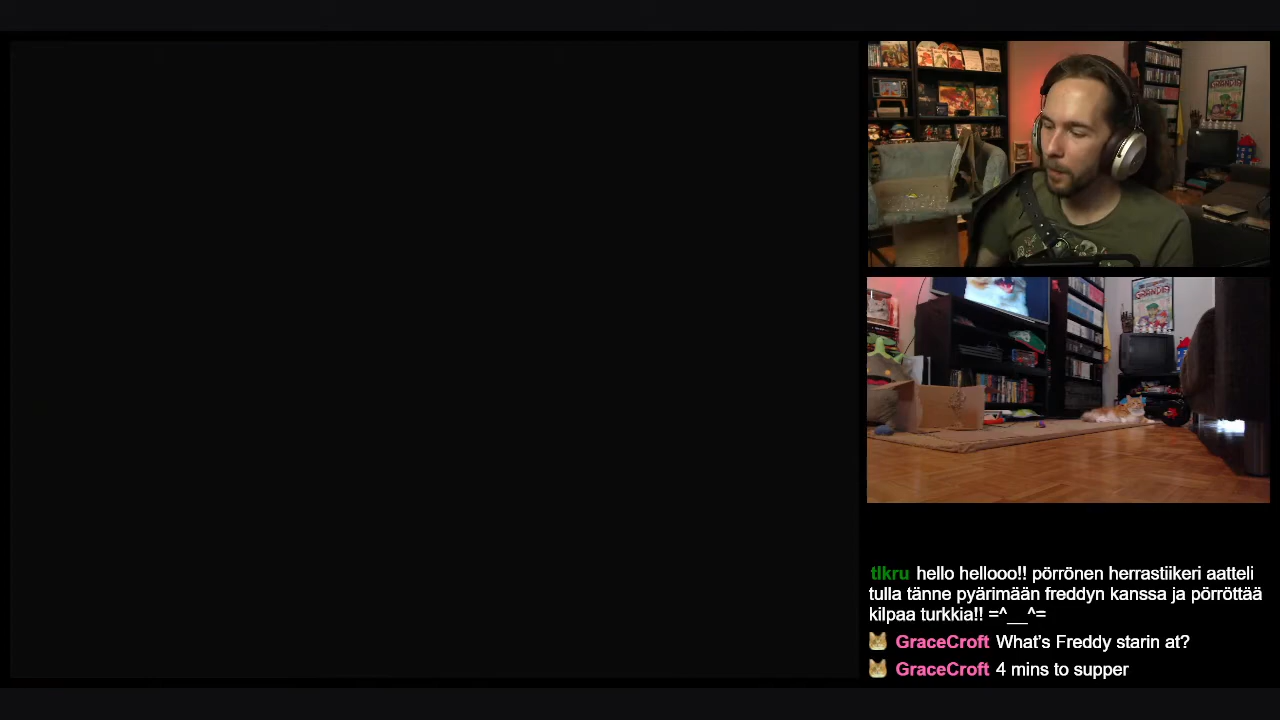 tlkru hello hellooo!! pörrönen herrastiikeri aatteli
tulla tänne pyärimään freddyn kanssa ja pörröttää
kilpaa turkkia!! =^__^=
GraceCroft What's Freddy starin at?
GraceCroft 4 mins to supper